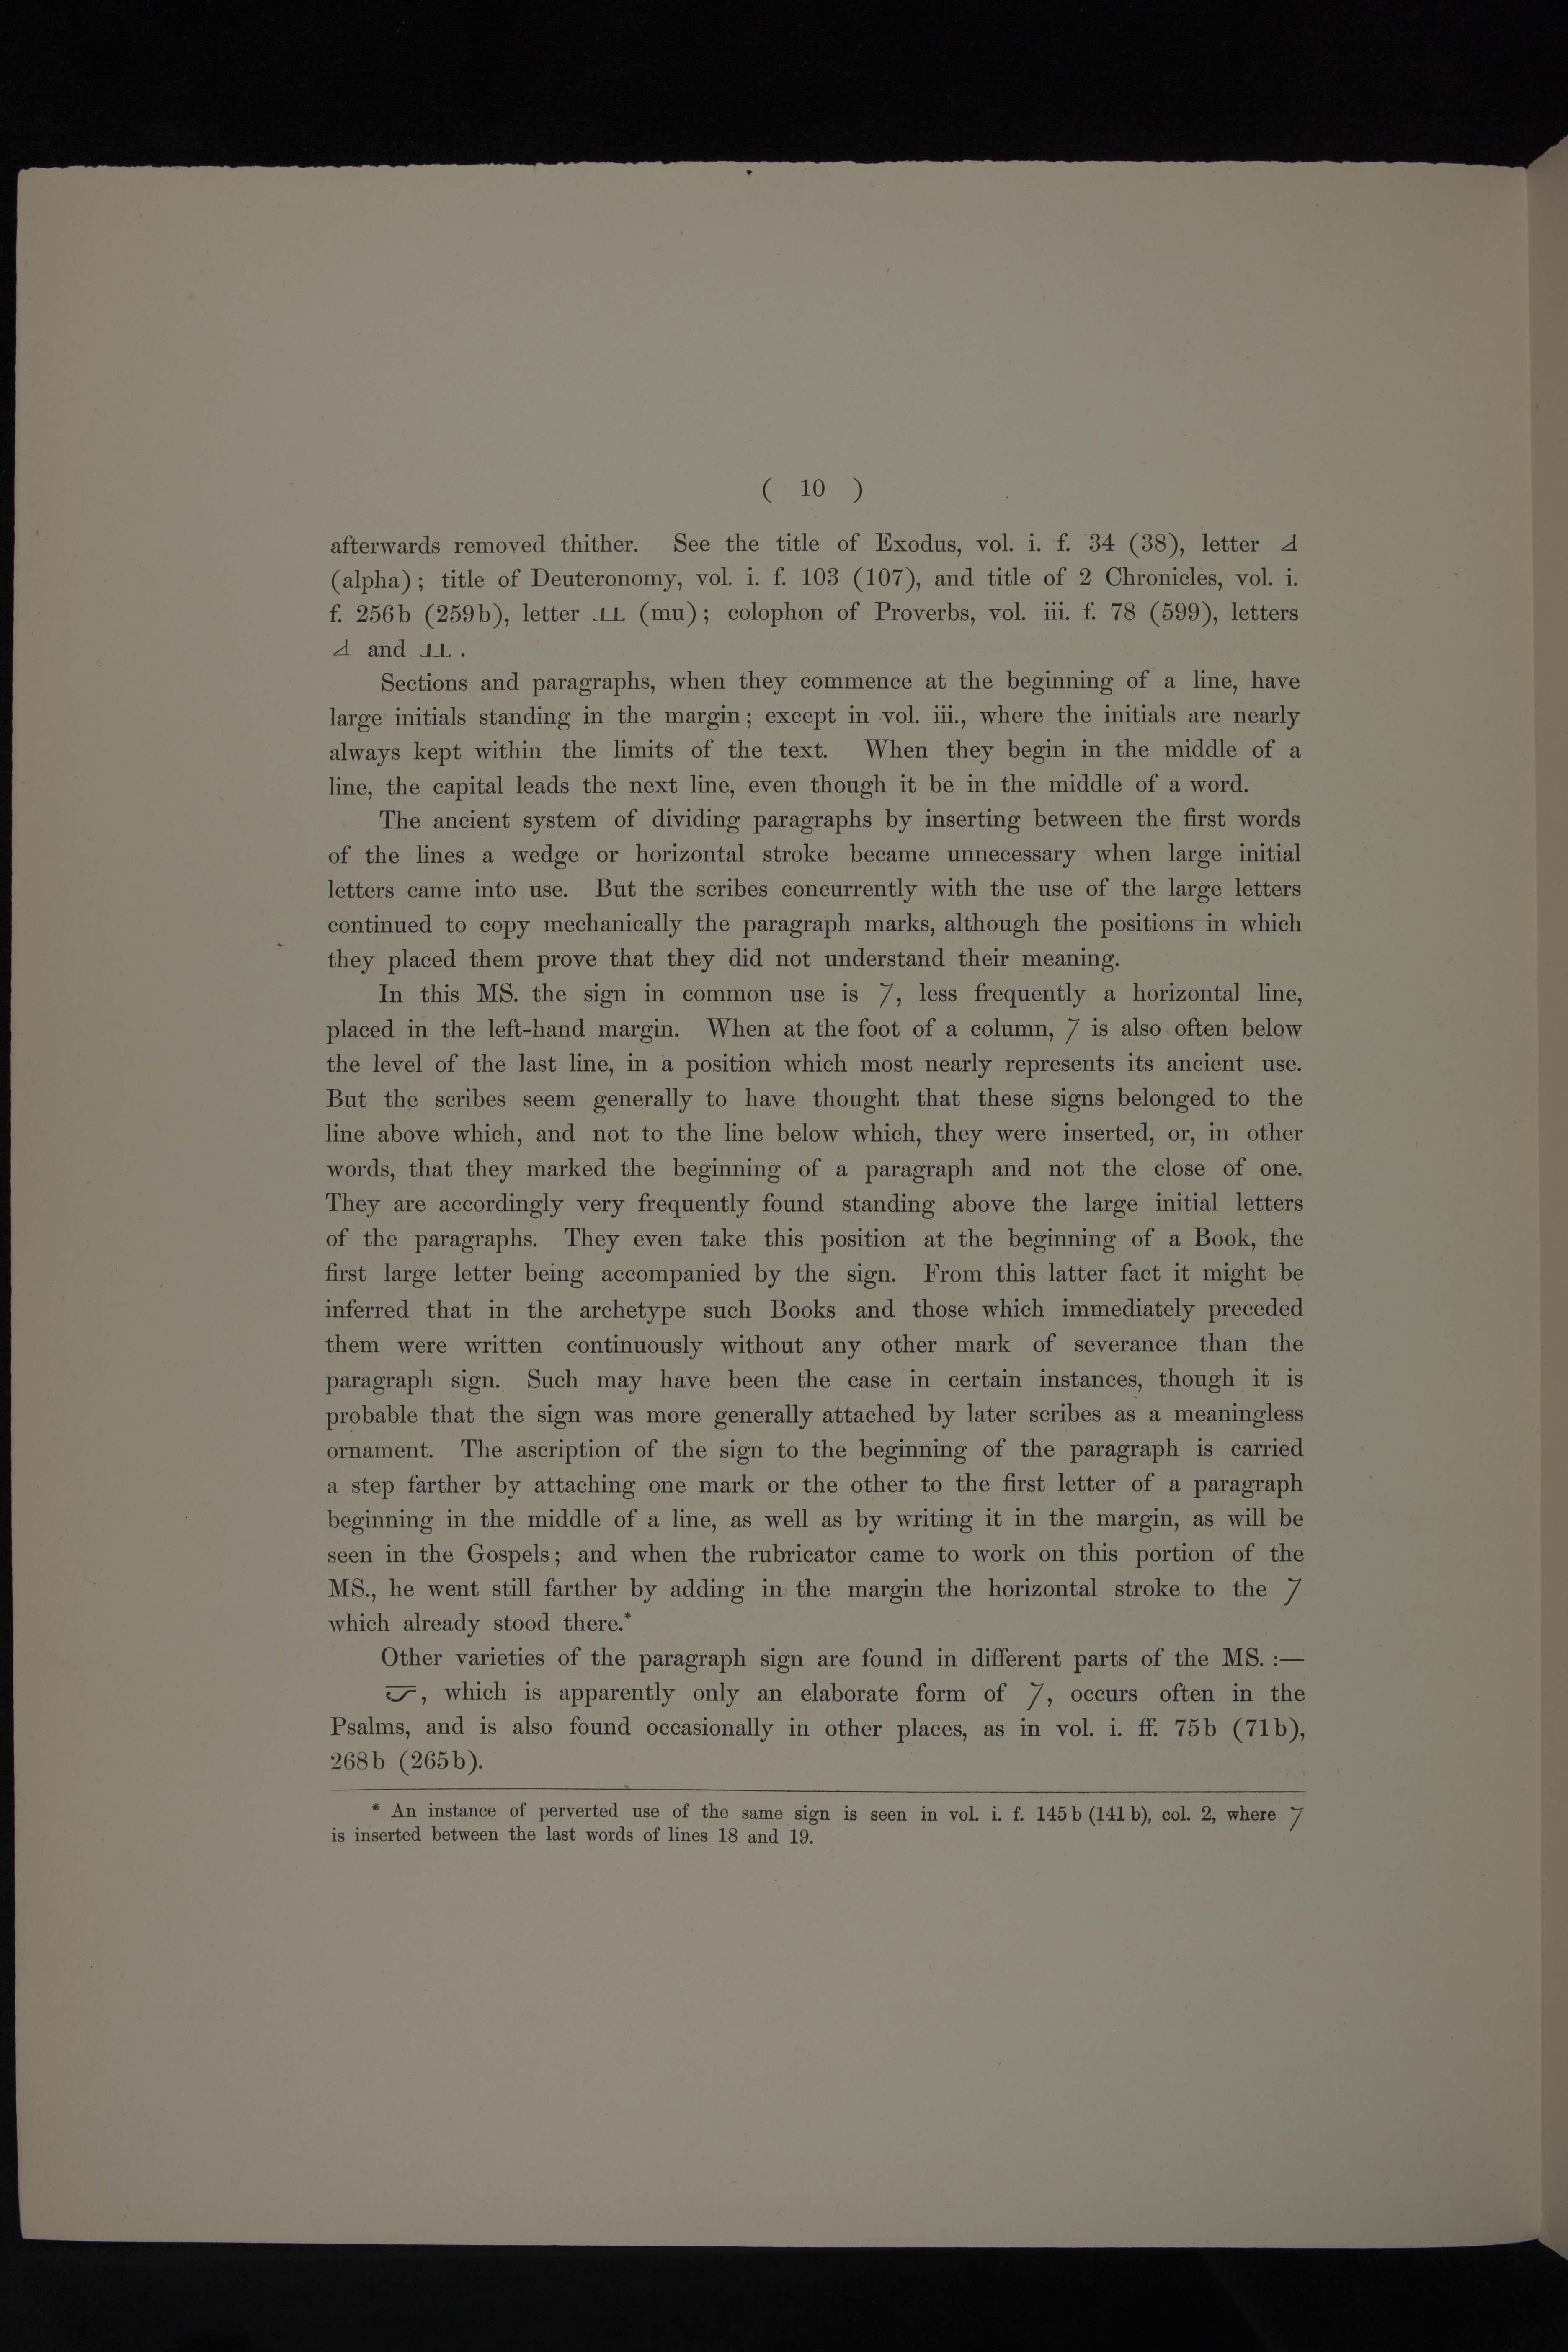 ( 10 )
afterwards removed thither. See the title of Exodus, vol. i. f. 34 (38), letter
(alpha); title of Deuteronomy, vol. i. f. 103 (107), and title of 2 Chronicles, vol. i.
f. 256b (259b), letter (mu); colophon of Proverbs, vol. iii. f. 78 (599), letters
and .
Sections and paragraphs, when they commence at the beginning of a line, have
large initials standing in the margin; except in vol. iii., where the initials are nearly
always kept within the limits of the text. When they begin in the middle of a
line, the capital leads the next line, even though it be in the middle of a word.
The ancient system of dividing paragraphs by inserting between the first words
of the lines a wedge or horizontal stroke became unnecessary when large initial
letters came into use. But the scribes concurrently with the use of the large letters
continued to copy mechanically the paragraph marks, although the positions in which
they placed them prove that they did not understand their meaning.
In this MS. the sign in common use is 7, less frequently a horizontal line,
placed in the left-hand margin. When at the foot of a column, 7 is also often below
the level of the last line, in a position which most nearly represents its ancient use.
But the scribes seem generally to have thought that these signs belonged to the
line above which, and not to the line below which, they were inserted, or, in other
words, that they marked the beginning of a paragraph and not the close of one.
They are accordingly very frequently found standing above the large initial letters
of the paragraphs. They even take this position at the beginning of a Book, the
first large letter being accompanied by the sign. From this latter fact it might be
inferred that in the archetype such Books and those which immediately preceded
them were written continuously without any other mark of severance than the
paragraph sign. Such may have been the case in certain instances, though it is
probable that the sign was more generally attached by later scribes as a meaningless
ornament. The ascription of the sign to the beginning of the paragraph is carried
a step farther by attaching one mark or the other to the first letter of a paragraph
beginning in the middle of a line, as well as by writing it in the margin, as will be
seen in the Gospels; and when the rubricator came to work on this portion of the
MS., he went still farther by adding in the margin the horizontal stroke to the 7
which already stood there.*
Other varieties of the paragraph sign are found in different parts of the MS. :—
, which is apparently only an elaborate form of 7, occurs often in the
Psalms, and is also found occasionally in other places, as in vol. i. ff. 75b (71b),
268b (265b).
* An instance of perverted use of the same sign is seen in vol. i. f. 145b (141b), col. 2, where 7
is inserted between the last words of lines 18 and 19.